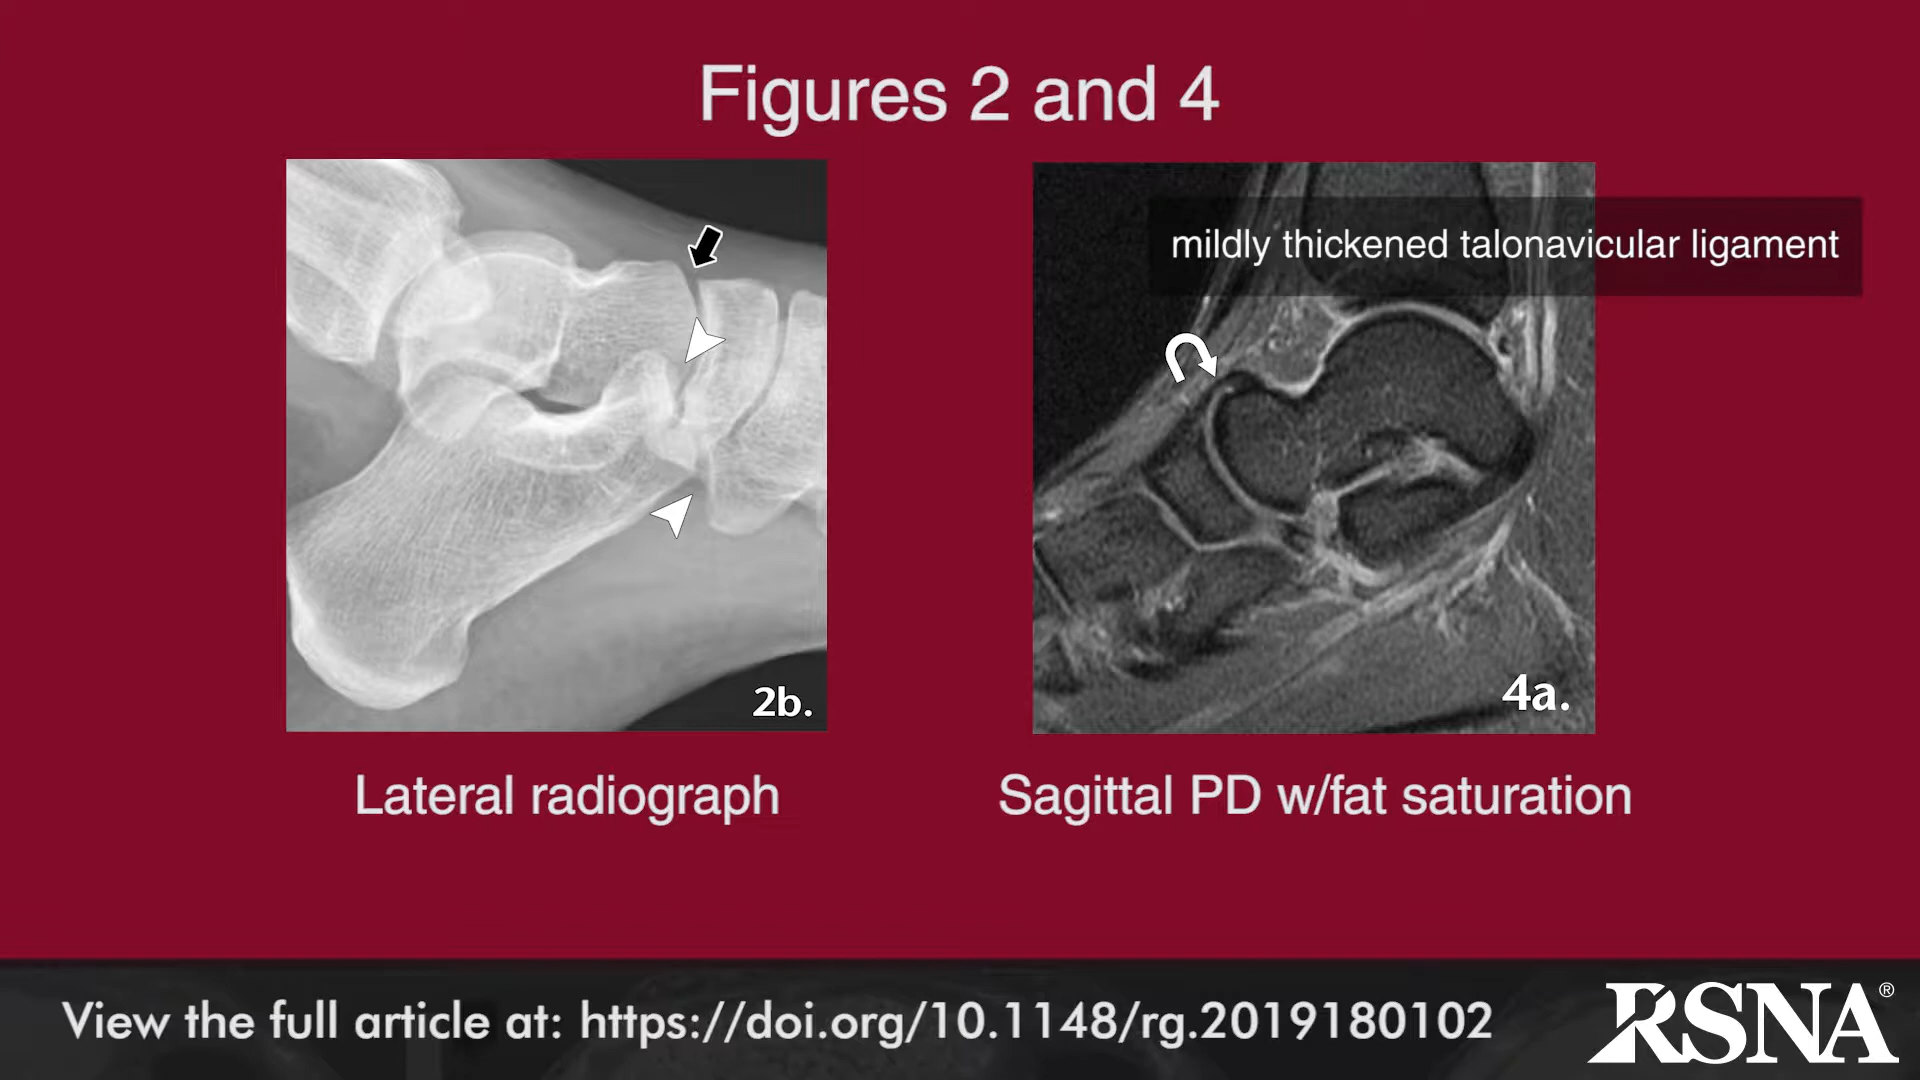 Figures 2 and 4
mildly thickened talonavicular ligament
2b.
4a.
Lateral radiograph
Sagittal PD w/fat saturation
View the full article at: https://doi.org/10.1148/rg.2019180102
RSNA®